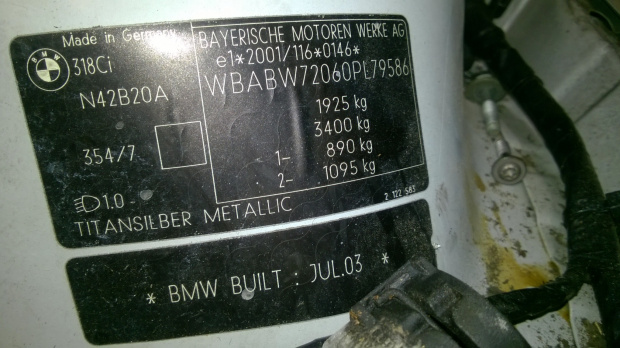 Made in Germany
BMW
318Ci
N42B20A
354/7
1.0
TITANSILBER METALLIC
BAYERISCHE MOTOREN WERKE AG
e1*2001/116*0146*
WBABW72060PL79586
1925 kg
3400 kg
1- 890 kg
2- 1095 kg
2 122 583
* BMW BUILT : JUL.03 *